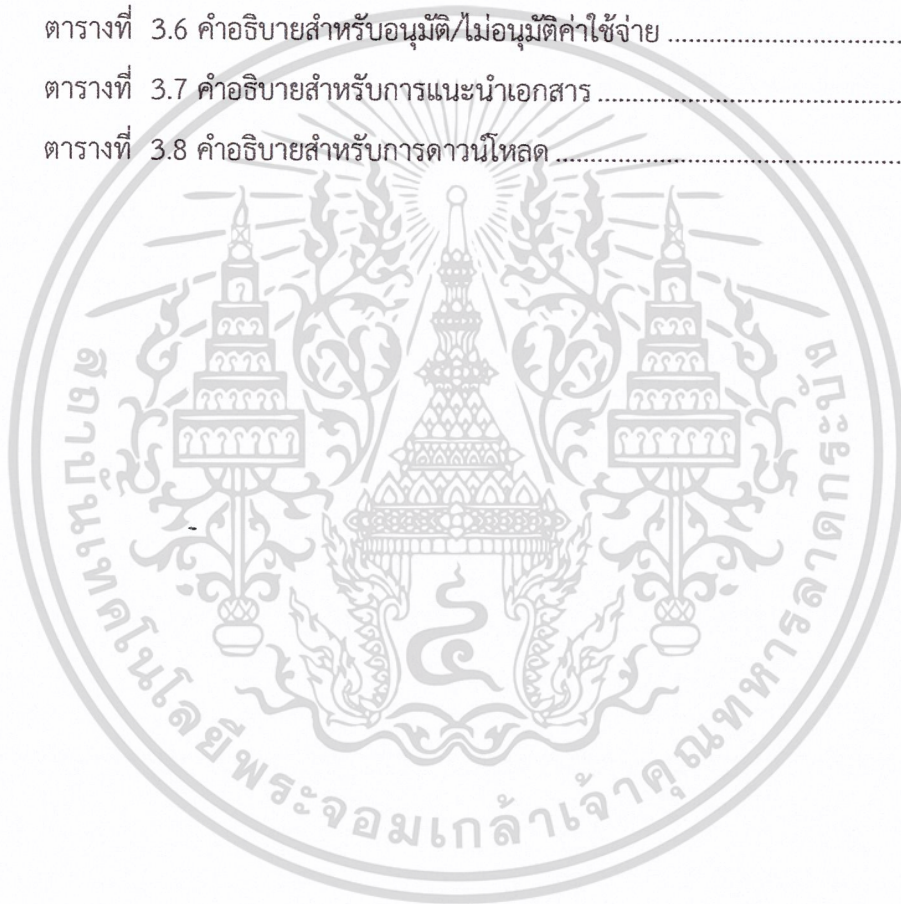 ตารางที่ 3.6 คำอธิบายสำหรับอนุมัติ/ไม่อนุมัติค่าใช้จ่าย ........................................
ตารางที่ 3.7 คำอธิบายสำหรับการแนะนำเอกสาร ....................................................
ตารางที่ 3.8 คำอธิบายสำหรับการดาวน์โหลด ..........................................................
สถาบันเทคโนโลยีพระจอมเกล้าเจ้าคุณทหารลาดกระบัง
๔